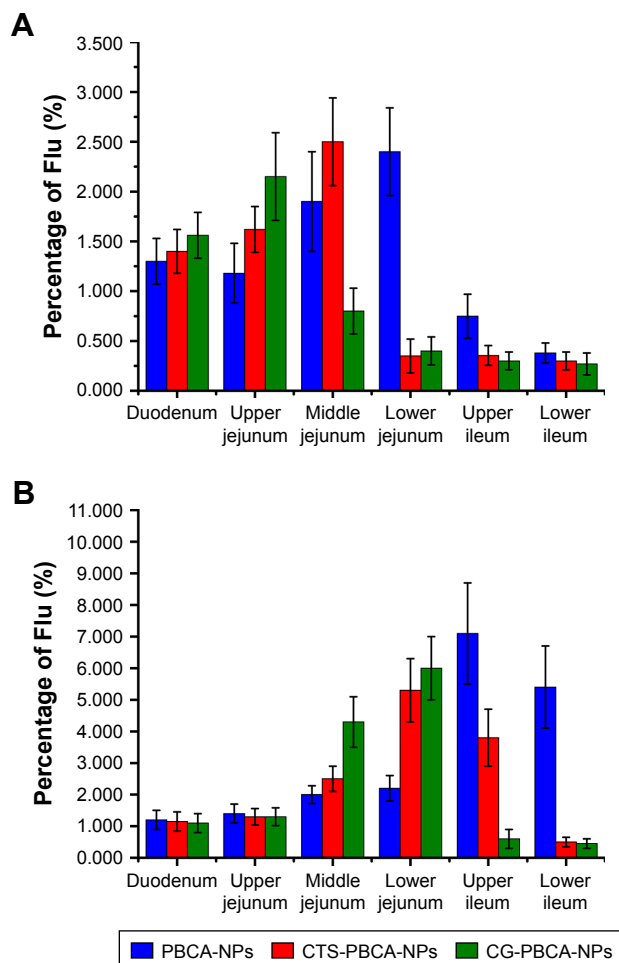 A
Percentage of Flu (%)
3.500
3.000
2.500
2.000
1.500
1.000
0.500
0.000
Duodenum Upper Middle Lower Upper Lower
jejunum jejunum jejunum ileum ileum
B
Percentage of Flu (%)
11.000
10.000
9.000
8.000
7.000
6.000
5.000
4.000
3.000
2.000
1.000
0.000
Duodenum Upper Middle Lower Upper Lower
jejunum jejunum jejunum ileum ileum
PBCA-NPs CTS-PBCA-NPs CG-PBCA-NPs